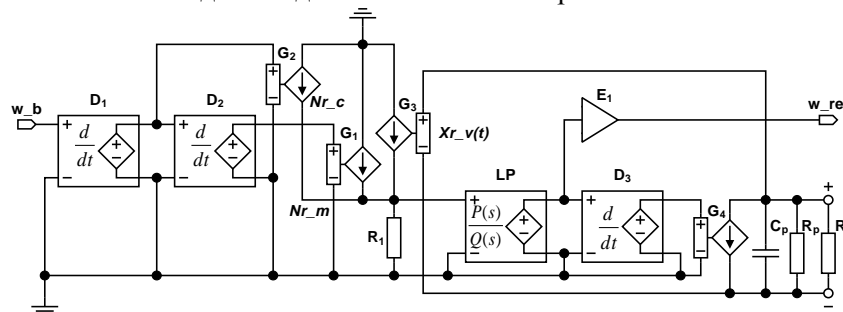 G₂
Nr_c
G₃
E₁
w_b
D₁
D₂
w_re
+
d
dt
+
−
+
d
dt
+
−
+
−
G₁
+
−
Xr_v(t)
Nr_m
LP
D₃
R₁
+
P(s)
Q(s)
+
−
+
d
dt
+
−
G₄
+
−
Cₚ
Rₚ
R
+
−